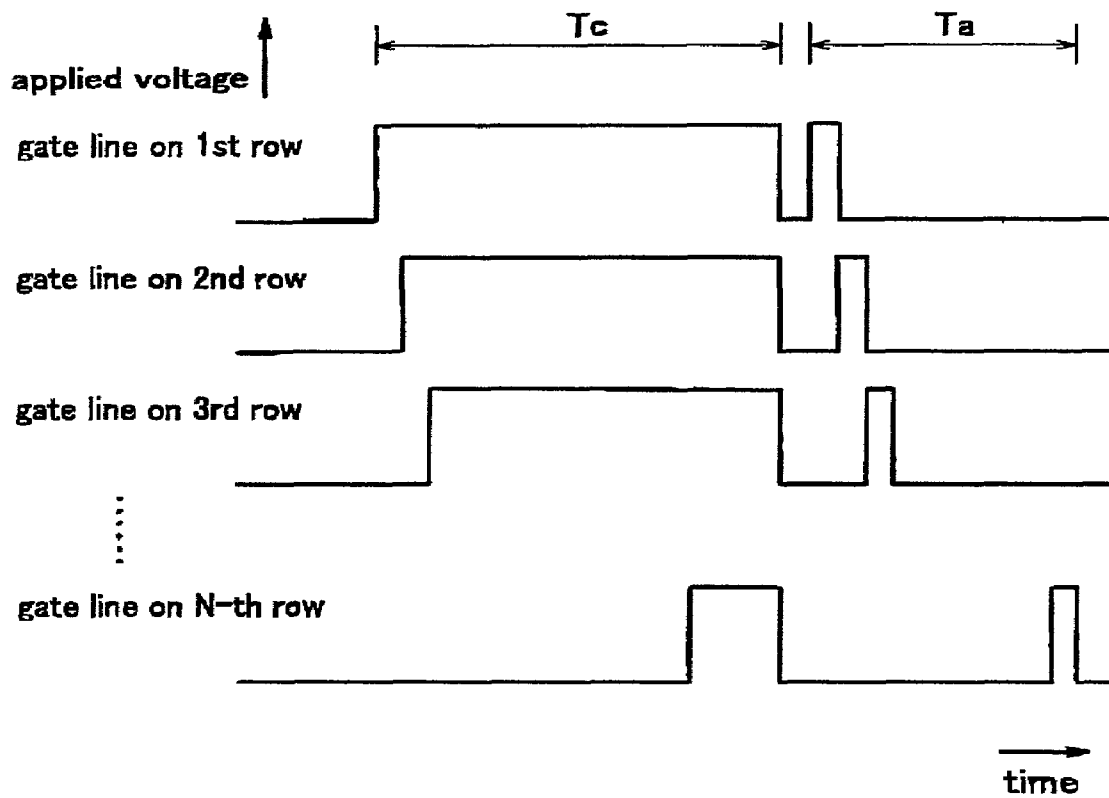 Tc Ta
applied voltage
gate line on 1st row
gate line on 2nd row
gate line on 3rd row
gate line on N-th row
time